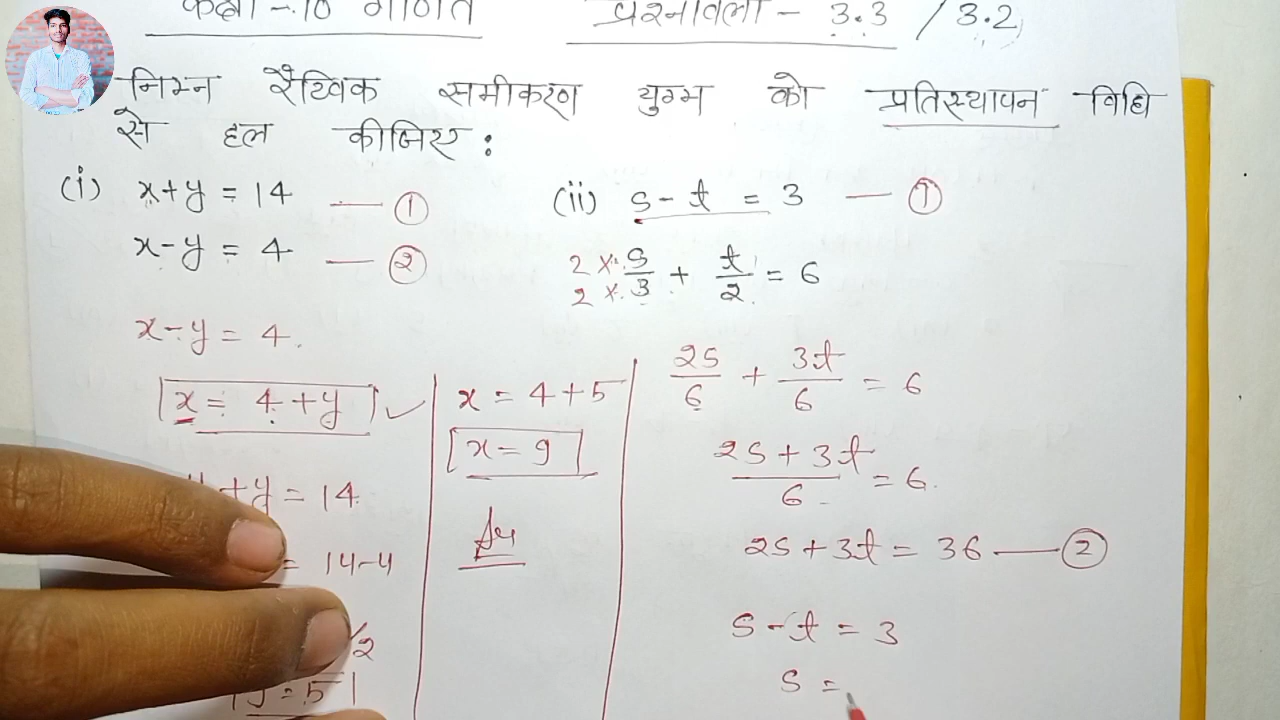 कक्षा - 10 गणित प्रश्नावली - 3.3 / 3.2
निम्न रैखिक समीकरण युग्म को प्रतिस्थापन विधि
से हल कीजिए :
(i) x+y = 14 — ①
x-y = 4 — ②
x-y = 4
x = 4+y
+y = 14
= 14-4
/2
y = 5
x = 4+5
x = 9
(ii) s - t = 3 — ①
2× s/3 ×2 + t/2 = 6
2s/6 + 3t/6 = 6
2s + 3t/6 = 6
2s + 3t = 36 — ②
s - t = 3
s =